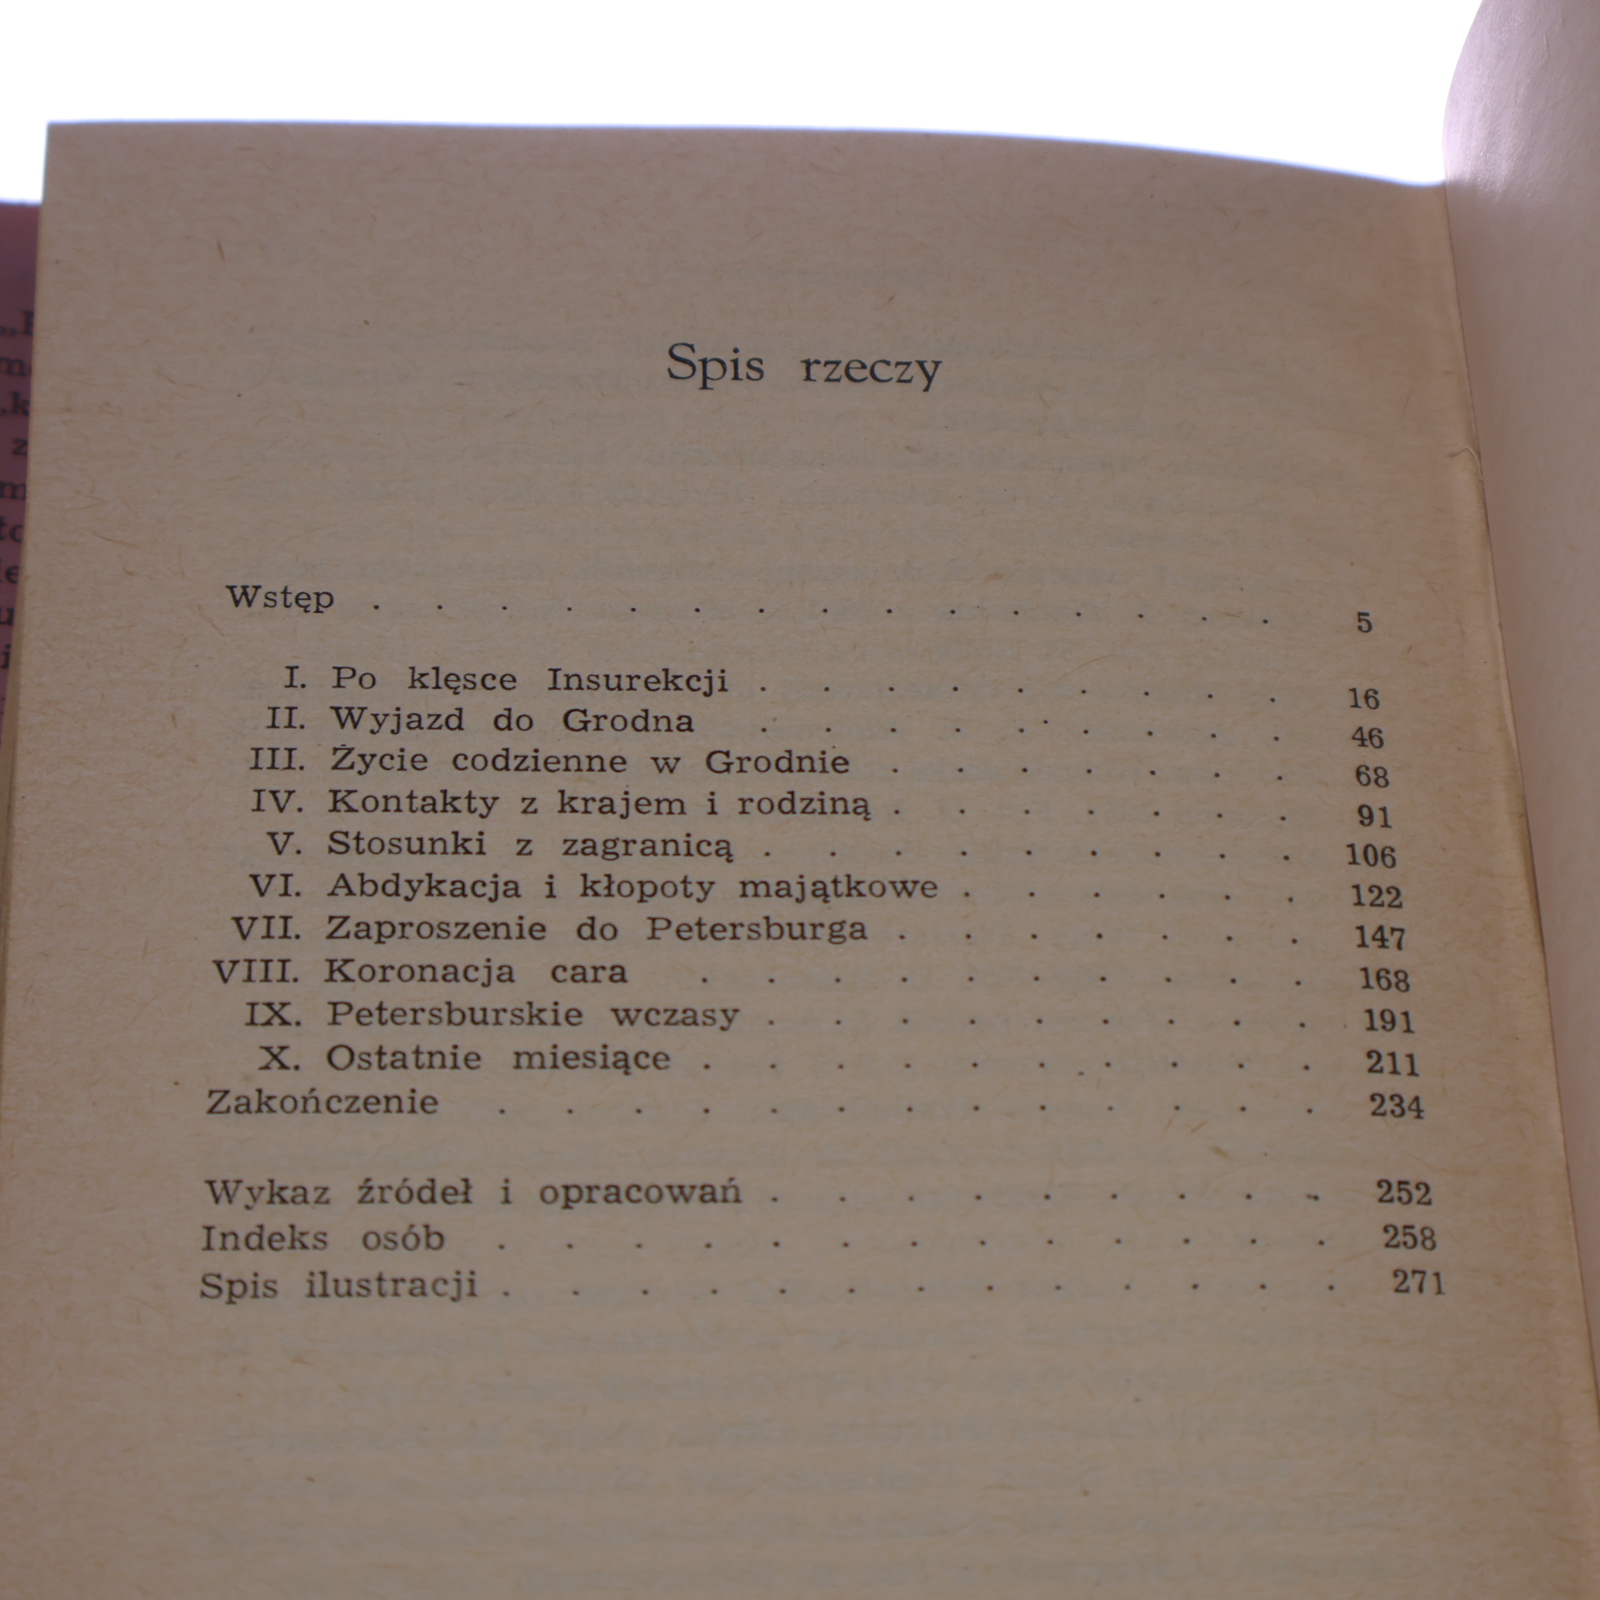 Spis rzeczy
Wstęp . . . . . . . . . . . . . . . 5
I. Po klęsce Insurekcji . . . . . . . . . 16
II. Wyjazd do Grodna . . . . . . . . . 46
III. Życie codzienne w Grodnie . . . . . . . 68
IV. Kontakty z krajem i rodziną . . . . . . . 91
V. Stosunki z zagranicą . . . . . . . . . 106
VI. Abdykacja i kłopoty majątkowe . . . . . . 122
VII. Zaproszenie do Petersburga . . . . . . . 147
VIII. Koronacja cara . . . . . . . . . . 168
IX. Petersburskie wczasy . . . . . . . . . 191
X. Ostatnie miesiące . . . . . . . . . . 211
Zakończenie . . . . . . . . . . . . . 234
Wykaz źródeł i opracowań . . . . . . . . . 252
Indeks osób . . . . . . . . . . . . . 258
Spis ilustracji . . . . . . . . . . . . . 271